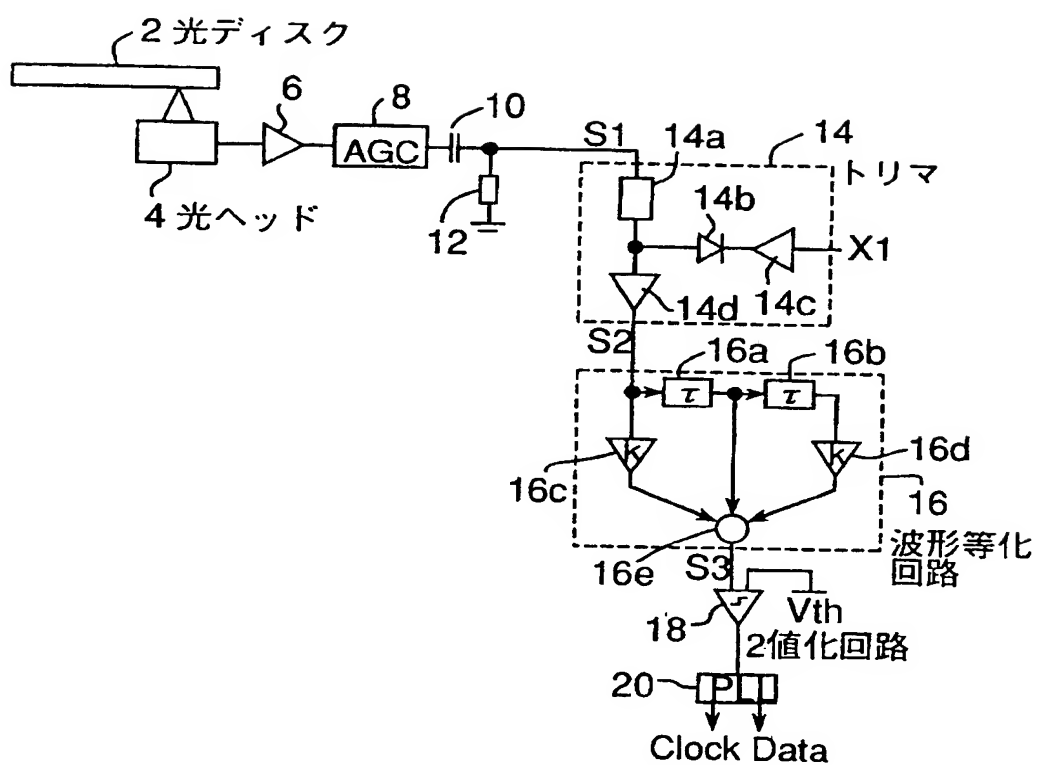 2 光ディスク
6
8
10
AGC
S1
14a
14
トリマ
4 光ヘッド
12
14b
X1
14c
14d
S2
16a
16b
τ
τ
k
k
16c
16d
16
波形等化
回路
16e
S3
18
Vth
2値化回路
20
PLL
Clock Data